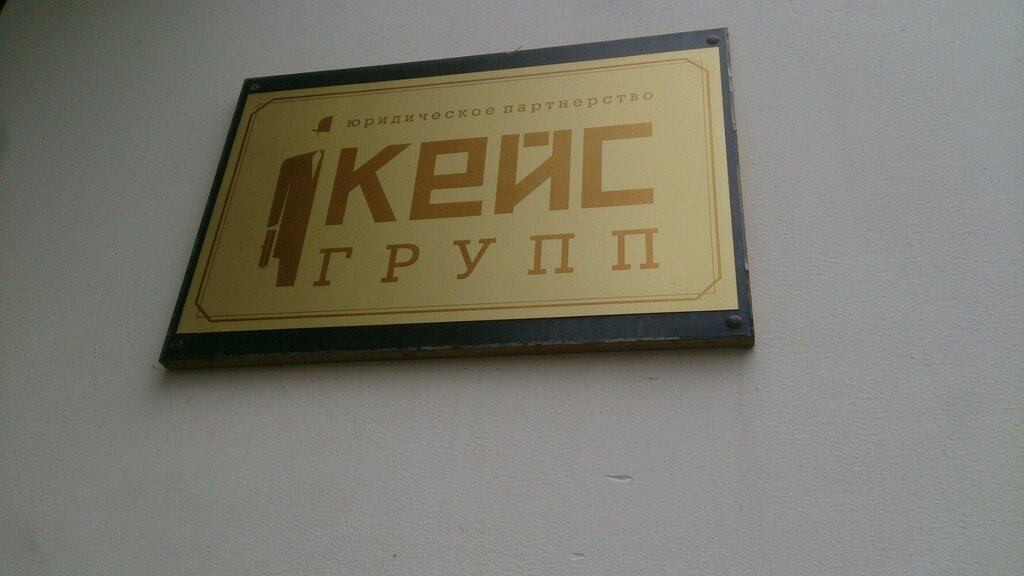 юридическое партнерство
кейс
групп